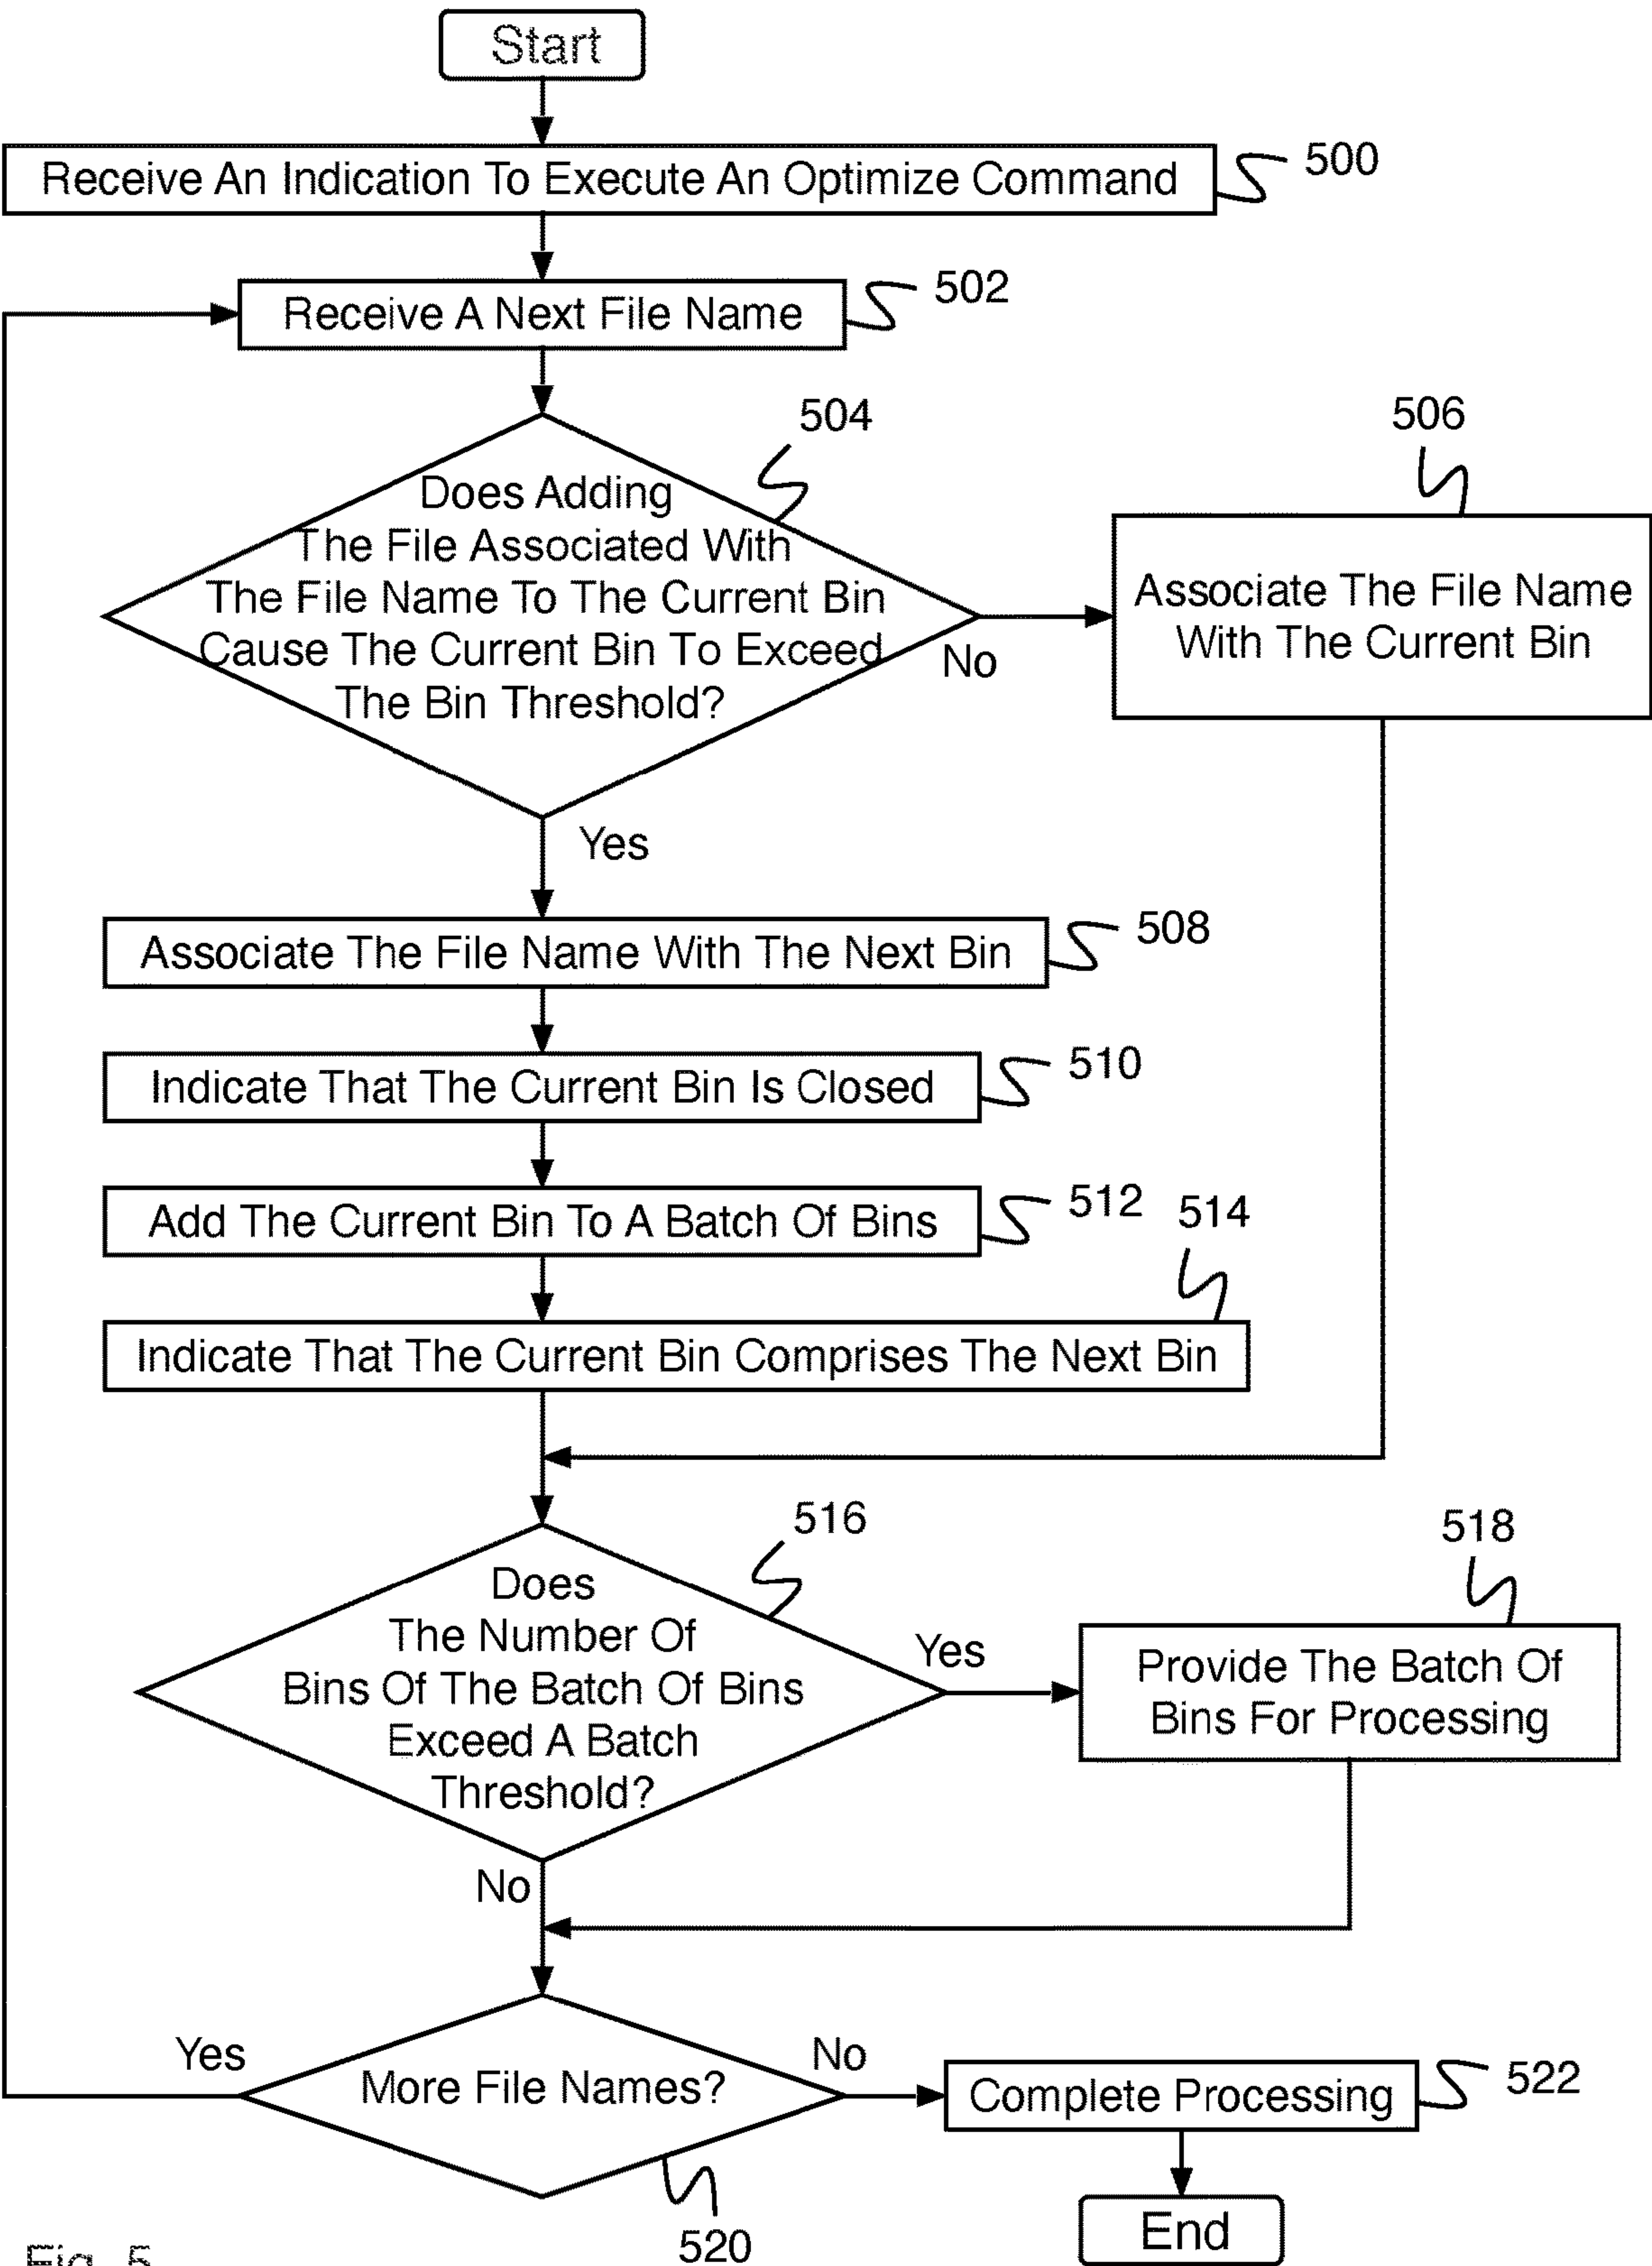 Start
Receive An Indication To Execute An Optimize Command
500
Receive A Next File Name
502
504
Does Adding
The File Associated With
The File Name To The Current Bin
Cause The Current Bin To Exceed
The Bin Threshold?
No
506
Associate The File Name
With The Current Bin
Yes
Associate The File Name With The Next Bin
508
Indicate That The Current Bin Is Closed
510
Add The Current Bin To A Batch Of Bins
512
514
Indicate That The Current Bin Comprises The Next Bin
516
Does
The Number Of
Bins Of The Batch Of Bins
Exceed A Batch
Threshold?
Yes
518
Provide The Batch Of
Bins For Processing
No
Yes
More File Names?
No
Complete Processing
522
520
End
Fig. 5